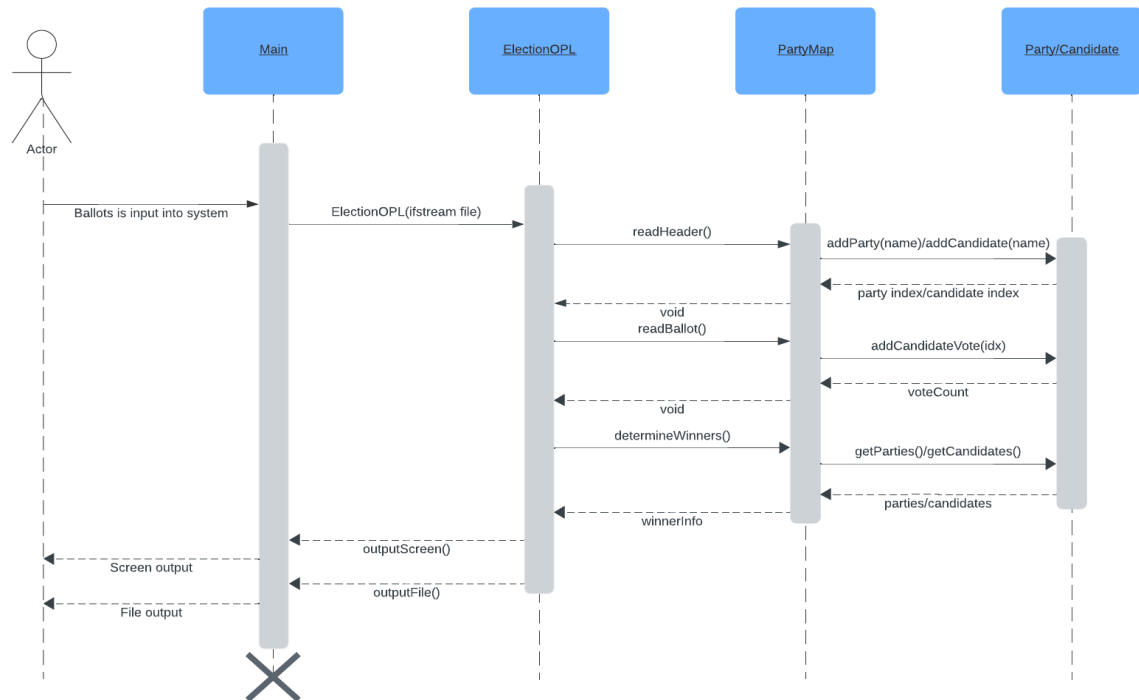 Main
ElectionOPL
PartyMap
Party/Candidate
Actor
Ballots is input into system
ElectionOPL(ifstream file)
readHeader()
addParty(name)/addCandidate(name)
party index/candidate index
void
readBallot()
addCandidateVote(idx)
voteCount
void
determineWinners()
getParties()/getCandidates()
parties/candidates
winnerInfo
outputScreen()
Screen output
outputFile()
File output